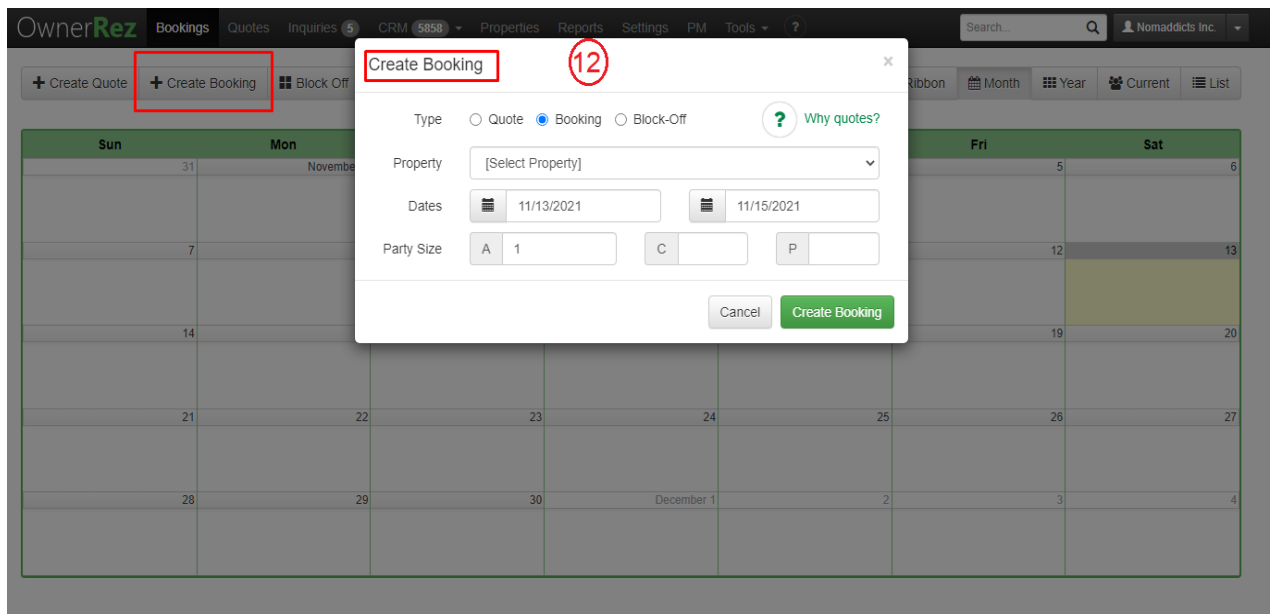 OwnerRez Bookings Quotes Inquiries 5 CRM 5858 Properties Reports Settings PM Tools ? Search... Nomaddicts Inc.
Create Booking 12 ×
+ Create Quote + Create Booking Block Off Ribbon Month Year Current List
Type Quote Booking Block-Off ? Why quotes?
Sun Mon Fri Sat
Property [Select Property]
31 Novembe 5 6
Dates 11/13/2021 11/15/2021
Party Size A 1 C P
7 12 13
Cancel Create Booking
14 19 20
21 22 23 24 25 26 27
28 29 30 December 1 2 3 4